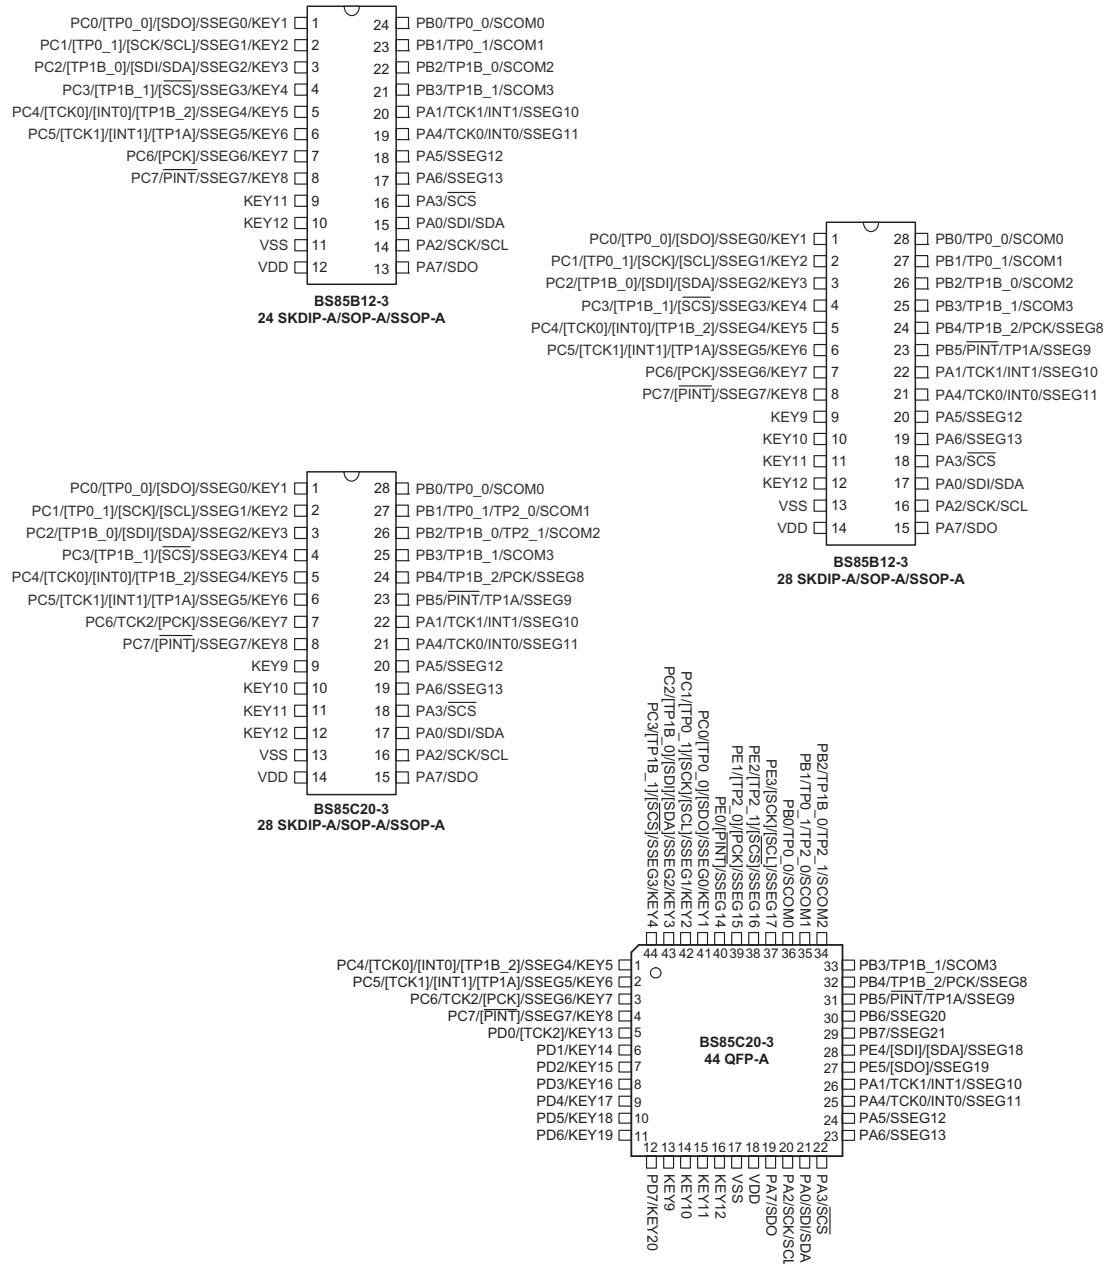 PC0/[TP0_0]/[SDO]/SSEG0/KEY1 1 24 PB0/TP0_0/SCOM0
PC1/[TP0_1]/[SCK/SCL]/SSEG1/KEY2 2 23 PB1/TP0_1/SCOM1
PC2/[TP1B_0]/[SDI/SDA]/SSEG2/KEY3 3 22 PB2/TP1B_0/SCOM2
PC3/[TP1B_1]/[SCS]/SSEG3/KEY4 4 21 PB3/TP1B_1/SCOM3
PC4/[TCK0]/[INT0]/[TP1B_2]/SSEG4/KEY5 5 20 PA1/TCK1/INT1/SSEG10
PC5/[TCK1]/[INT1]/[TP1A]/SSEG5/KEY6 6 19 PA4/TCK0/INT0/SSEG11
PC6/[PCK]/SSEG6/KEY7 7 18 PA5/SSEG12
PC7/PINT/SSEG7/KEY8 8 17 PA6/SSEG13
KEY11 9 16 PA3/SCS
KEY12 10 15 PA0/SDI/SDA
VSS 11 14 PA2/SCK/SCL
VDD 12 13 PA7/SDO
BS85B12-3
24 SKDIP-A/SOP-A/SSOP-A
PC0/[TP0_0]/[SDO]/SSEG0/KEY1 1 28 PB0/TP0_0/SCOM0
PC1/[TP0_1]/[SCK]/[SCL]/SSEG1/KEY2 2 27 PB1/TP0_1/SCOM1
PC2/[TP1B_0]/[SDI]/[SDA]/SSEG2/KEY3 3 26 PB2/TP1B_0/SCOM2
PC3/[TP1B_1]/[SCS]/SSEG3/KEY4 4 25 PB3/TP1B_1/SCOM3
PC4/[TCK0]/[INT0]/[TP1B_2]/SSEG4/KEY5 5 24 PB4/TP1B_2/PCK/SSEG8
PC5/[TCK1]/[INT1]/[TP1A]/SSEG5/KEY6 6 23 PB5/PINT/TP1A/SSEG9
PC6/[PCK]/SSEG6/KEY7 7 22 PA1/TCK1/INT1/SSEG10
PC7/[PINT]/SSEG7/KEY8 8 21 PA4/TCK0/INT0/SSEG11
KEY9 9 20 PA5/SSEG12
KEY10 10 19 PA6/SSEG13
KEY11 11 18 PA3/SCS
KEY12 12 17 PA0/SDI/SDA
VSS 13 16 PA2/SCK/SCL
VDD 14 15 PA7/SDO
BS85B12-3
28 SKDIP-A/SOP-A/SSOP-A
PC0/[TP0_0]/[SDO]/SSEG0/KEY1 1 28 PB0/TP0_0/SCOM0
PC1/[TP0_1]/[SCK]/[SCL]/SSEG1/KEY2 2 27 PB1/TP0_1/TP2_0/SCOM1
PC2/[TP1B_0]/[SDI]/[SDA]/SSEG2/KEY3 3 26 PB2/TP1B_0/TP2_1/SCOM2
PC3/[TP1B_1]/[SCS]/SSEG3/KEY4 4 25 PB3/TP1B_1/SCOM3
PC4/[TCK0]/[INT0]/[TP1B_2]/SSEG4/KEY5 5 24 PB4/TP1B_2/PCK/SSEG8
PC5/[TCK1]/[INT1]/[TP1A]/SSEG5/KEY6 6 23 PB5/PINT/TP1A/SSEG9
PC6/TCK2/[PCK]/SSEG6/KEY7 7 22 PA1/TCK1/INT1/SSEG10
PC7/[PINT]/SSEG7/KEY8 8 21 PA4/TCK0/INT0/SSEG11
KEY9 9 20 PA5/SSEG12
KEY10 10 19 PA6/SSEG13
KEY11 11 18 PA3/SCS
KEY12 12 17 PA0/SDI/SDA
VSS 13 16 PA2/SCK/SCL
VDD 14 15 PA7/SDO
BS85C20-3
28 SKDIP-A/SOP-A/SSOP-A
PC3/[TP1B_1]/[SCS]/SSEG3/KEY4
PC2/[TP1B_0]/[SDI]/[SDA]/SSEG2/KEY3
PC1/[TP0_1]/[SCK]/[SCL]/SSEG1/KEY2
PC0/[TP0_0]/[SDO]/SSEG0/KEY1
PE0/[PINT]/SSEG14
PE1/[TP2_0]/[PCK]/SSEG15
PE2/[TP2_1]/[SCS]/SSEG16
PE3/[SCK]/[SCL]/SSEG17
PB0/TP0_0/SCOM0
PB1/TP0_1/TP2_0/SCOM1
PB2/TP1B_0/TP2_1/SCOM2
44 43 42 41 40 39 38 37 36 35 34
PC4/[TCK0]/[INT0]/[TP1B_2]/SSEG4/KEY5 1 33 PB3/TP1B_1/SCOM3
PC5/[TCK1]/[INT1]/[TP1A]/SSEG5/KEY6 2 32 PB4/TP1B_2/PCK/SSEG8
PC6/TCK2/[PCK]/SSEG6/KEY7 3 31 PB5/PINT/TP1A/SSEG9
PC7/[PINT]/SSEG7/KEY8 4 30 PB6/SSEG20
PD0/[TCK2]/KEY13 5 29 PB7/SSEG21
PD1/KEY14 6 28 PE4/[SDI]/[SDA]/SSEG18
PD2/KEY15 7 27 PE5/[SDO]/SSEG19
PD3/KEY16 8 26 PA1/TCK1/INT1/SSEG10
PD4/KEY17 9 25 PA4/TCK0/INT0/SSEG11
PD5/KEY18 10 24 PA5/SSEG12
PD6/KEY19 11 23 PA6/SSEG13
BS85C20-3
44 QFP-A
12 13 14 15 16 17 18 19 20 21 22
PD7/KEY20
KEY9
KEY10
KEY11
KEY12
VSS
VDD
PA7/SDO
PA2/SCK/SCL
PA0/SDI/SDA
PA3/SCS